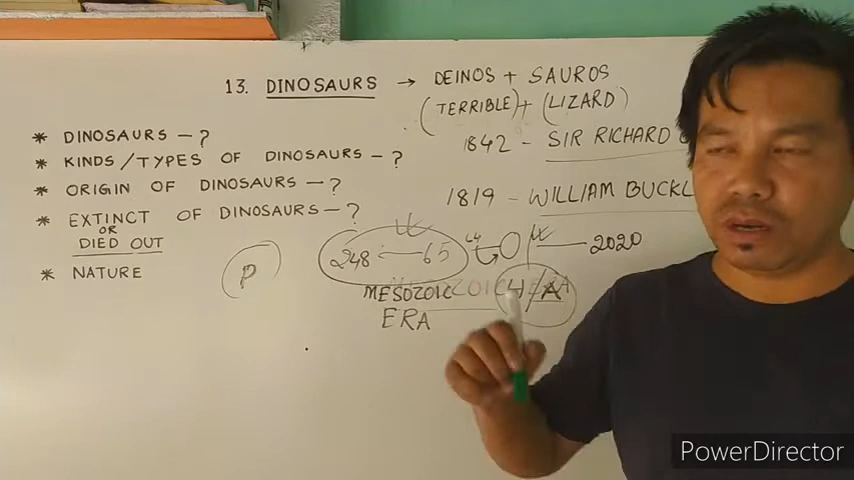 13. DINOSAURS → DEINOS + SAUROS
(TERRIBLE) + (LIZARD)
* DINOSAURS - ?
1842 - SIR RICHARD
* KINDS/TYPES OF DINOSAURS - ?
* ORIGIN OF DINOSAURS - ?
1819 - WILLIAM BUCKL
* EXTINCT OF DINOSAURS - ?
OR
DIED OUT
248 65 2020
* NATURE
P
MESOZOIC
ERA
PowerDirector